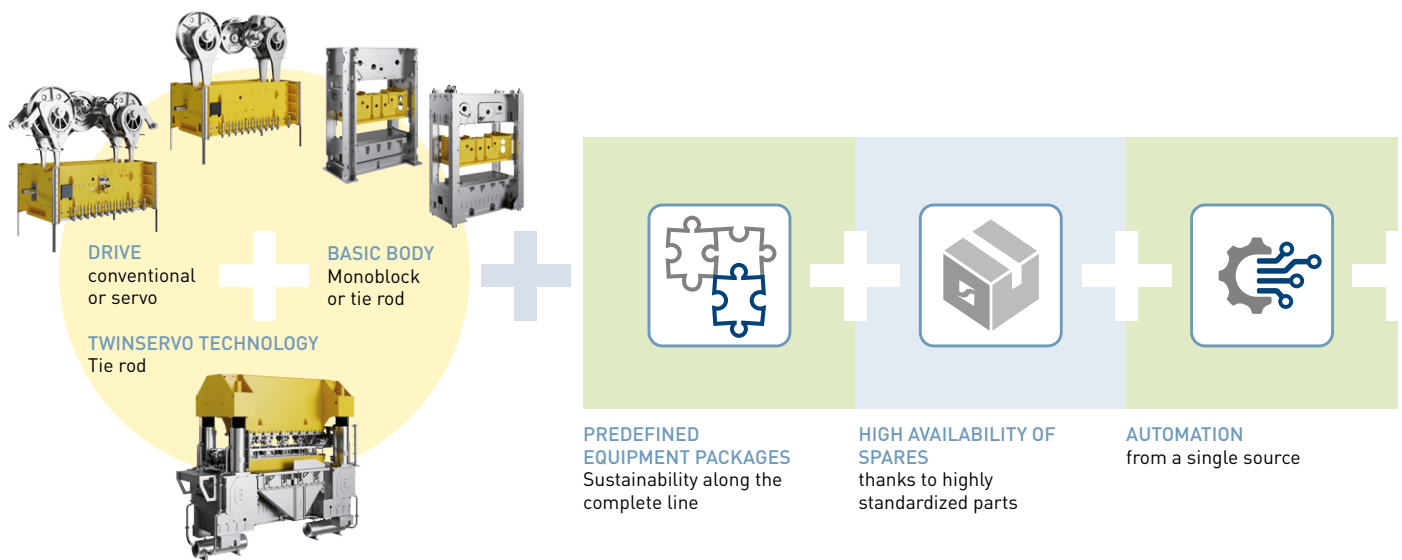 DRIVE
conventional
or servo
BASIC BODY
Monoblock
or tie rod
TWINSERVO TECHNOLOGY
Tie rod
PREDEFINED
EQUIPMENT PACKAGES
Sustainability along the
complete line
HIGH AVAILABILITY OF
SPARES
thanks to highly
standardized parts
AUTOMATION
from a single source